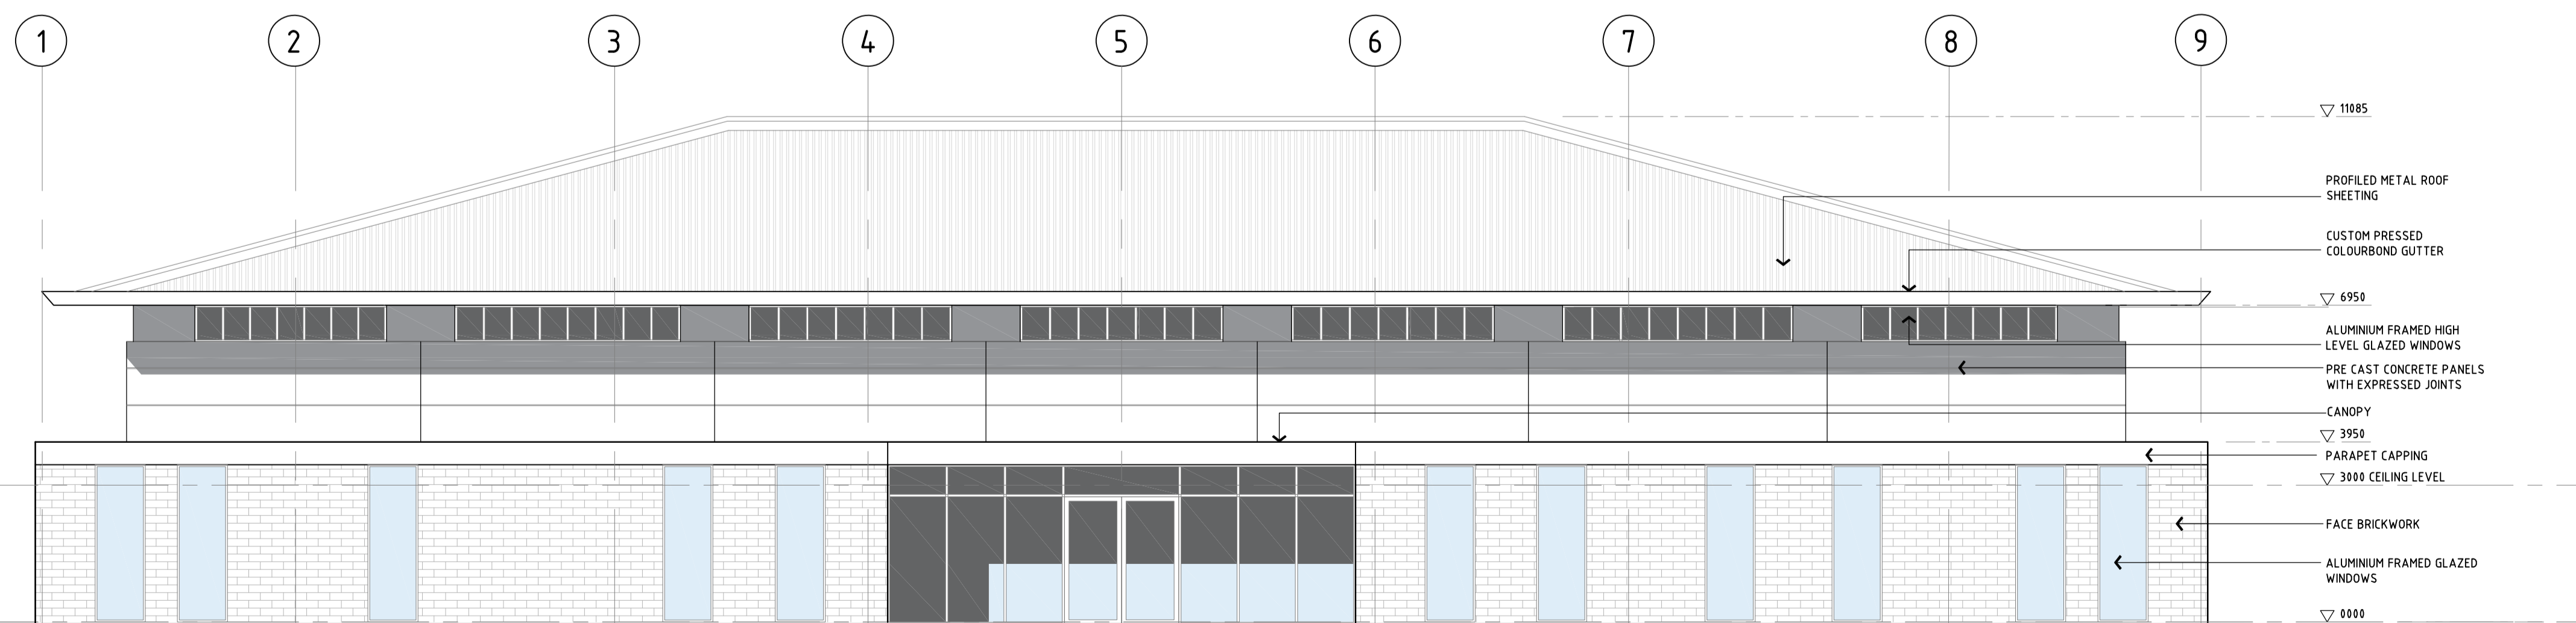 1 2 3 4 5 6 7 8 9
11085
PROFILED METAL ROOF
SHEETING
CUSTOM PRESSED
COLOURBOND GUTTER
6950
ALUMINIUM FRAMED HIGH
LEVEL GLAZED WINDOWS
PRE CAST CONCRETE PANELS
WITH EXPRESSED JOINTS
CANOPY
3950
PARAPET CAPPING
3000 CEILING LEVEL
FACE BRICKWORK
ALUMINIUM FRAMED GLAZED
WINDOWS
0000